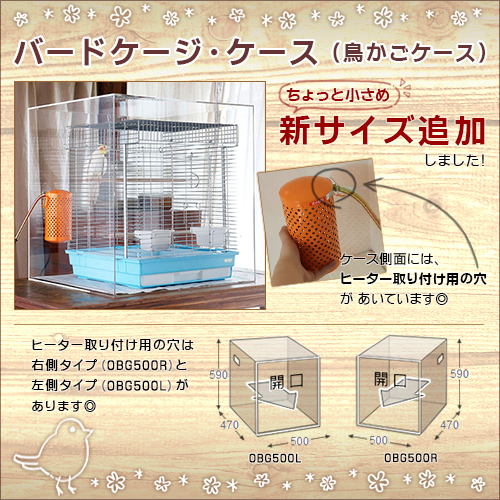 バードケージ・ケース（鳥かごケース）
ちょっと小さめ
新サイズ追加
しました！
ケース側面には、
ヒーター取り付け用の穴
が あいています◎
ヒーター取り付け用の穴は
右側タイプ（OBG500R）と
左側タイプ（OBG500L）が
あります◎
590
開口
470
500
OBG500L
開口
590
470
500
OBG500R